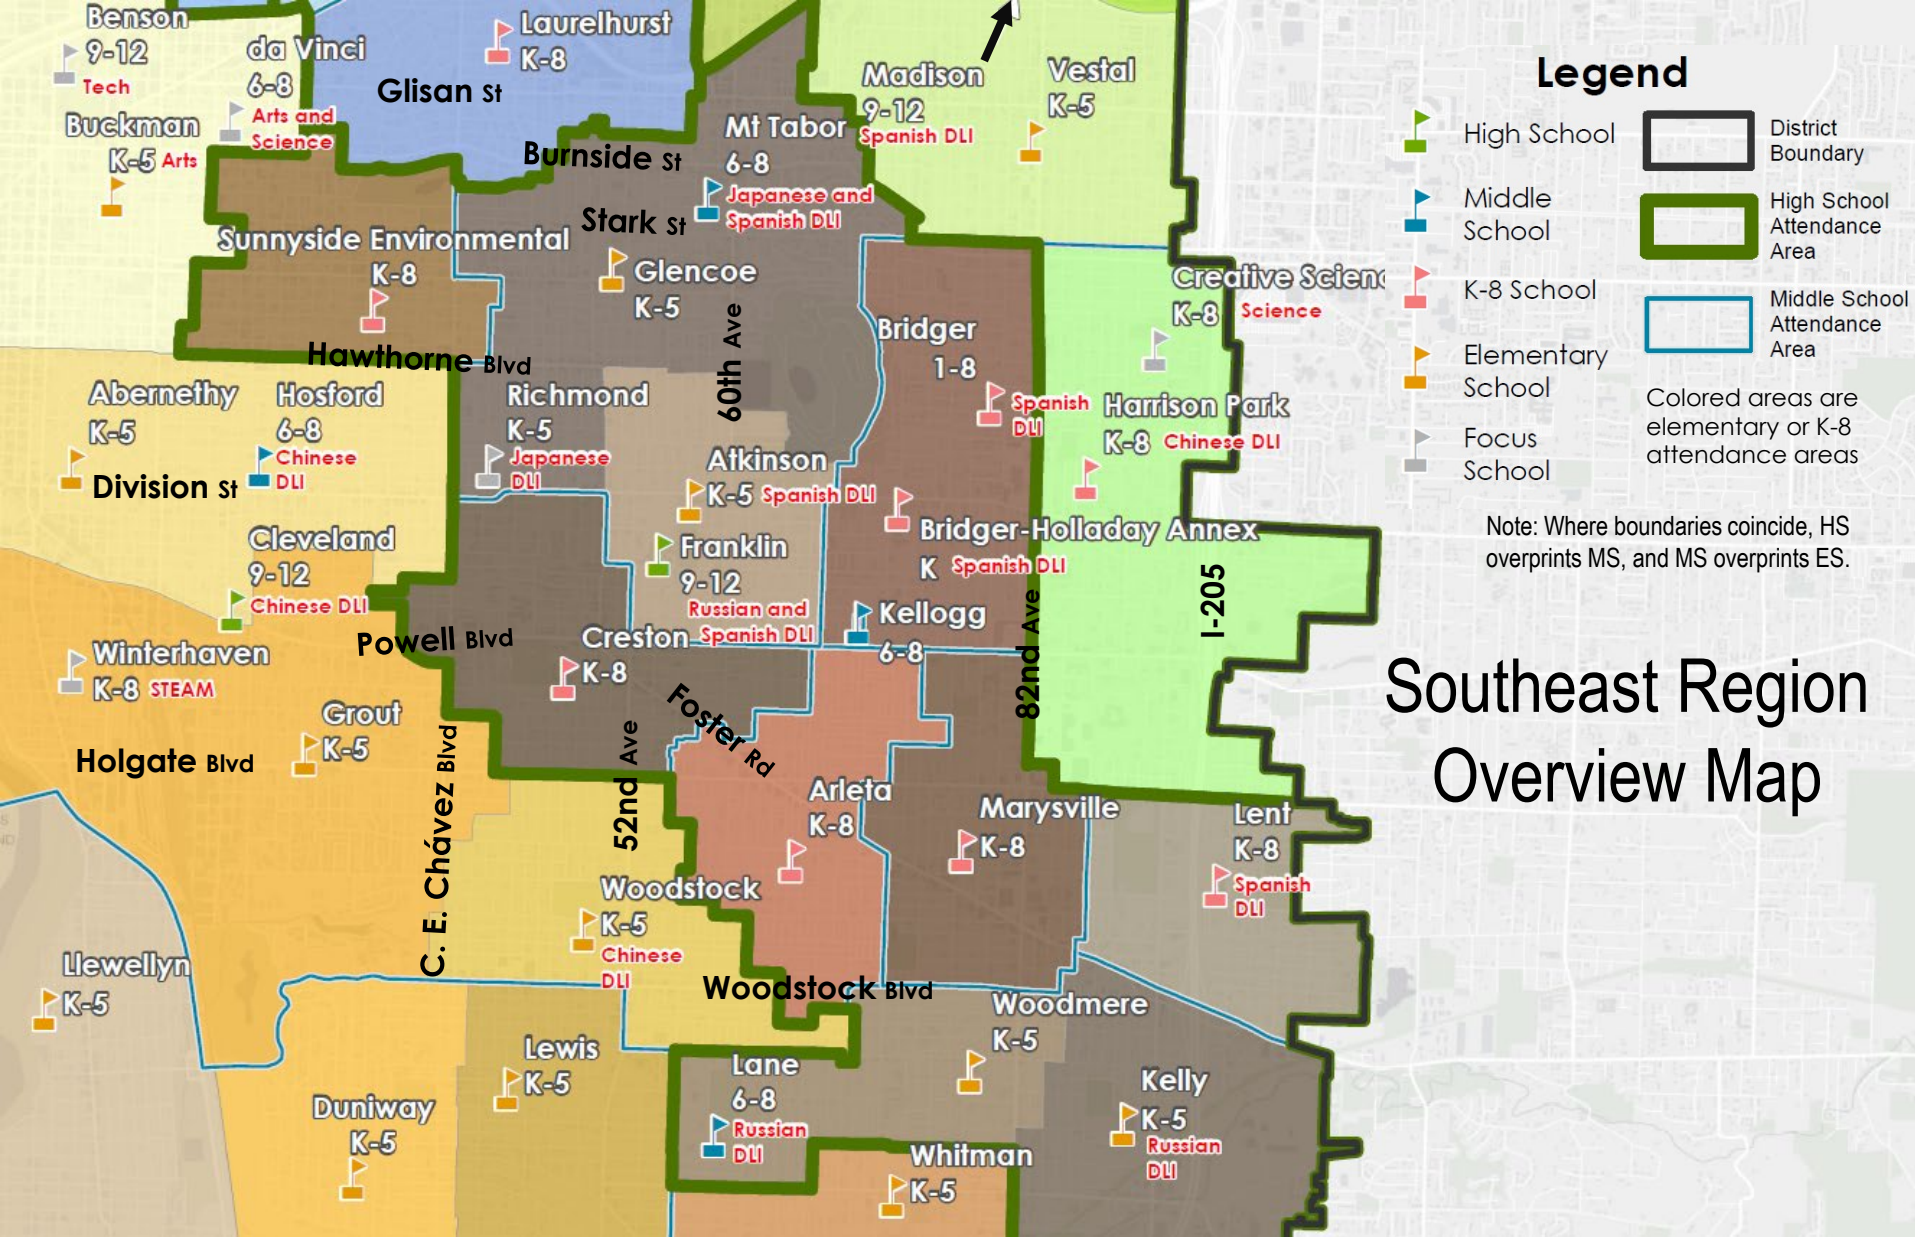 Benson
9-12
Tech
da Vinci
6-8
Arts and
Science
Buckman
K-5 Arts
Laurelhurst
K-8
Glisan St
Burnside St
Mt Tabor
6-8
Japanese and
Spanish DLI
Madison
9-12
Spanish DLI
Vestal
K-5
Stark St
Sunnyside Environmental
K-8
Glencoe
K-5
60th Ave
Bridger
1-8
Spanish
DLI
Creative Scienc
K-8 Science
Hawthorne Blvd
Abernethy
K-5
Hosford
6-8
Chinese
DLI
Division St
Richmond
K-5
Japanese
DLI
Atkinson
K-5 Spanish DLI
Harrison Park
K-8 Chinese DLI
Cleveland
9-12
Chinese DLI
Franklin
9-12
Russian and
Spanish DLI
Bridger-Holladay Annex
K Spanish DLI
I-205
82nd Ave
Kellogg
6-8
Powell Blvd
Creston
K-8
Winterhaven
K-8 STEAM
Grout
K-5
Holgate Blvd
C. E. Chávez Blvd
52nd Ave
Foster Rd
Arleta
K-8
Marysville
K-8
Lent
K-8
Spanish
DLI
Woodstock
K-5
Chinese
DLI
Woodstock Blvd
Llewellyn
K-5
Woodmere
K-5
Lewis
K-5
Lane
6-8
Russian
DLI
Kelly
K-5
Russian
DLI
Duniway
K-5
Whitman
K-5
Legend
High School
Middle
School
K-8 School
Elementary
School
Focus
School
District
Boundary
High School
Attendance
Area
Middle School
Attendance
Area
Colored areas are
elementary or K-8
attendance areas
Note: Where boundaries coincide, HS
overprints MS, and MS overprints ES.
Southeast Region
Overview Map